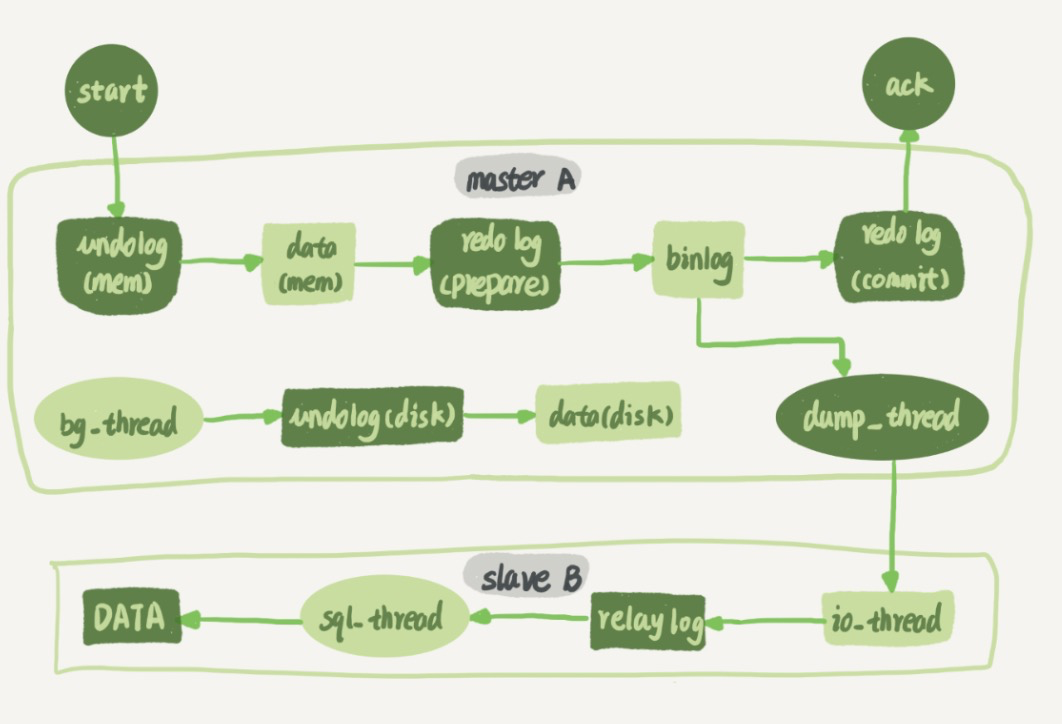 start
ack
master A
undolog
(mem)
data
(mem)
redo log
(prepare)
binlog
redo log
(commit)
bg_thread
undolog(disk)
data(disk)
dump_thread
slave B
DATA
sql_thread
relay log
io_thread